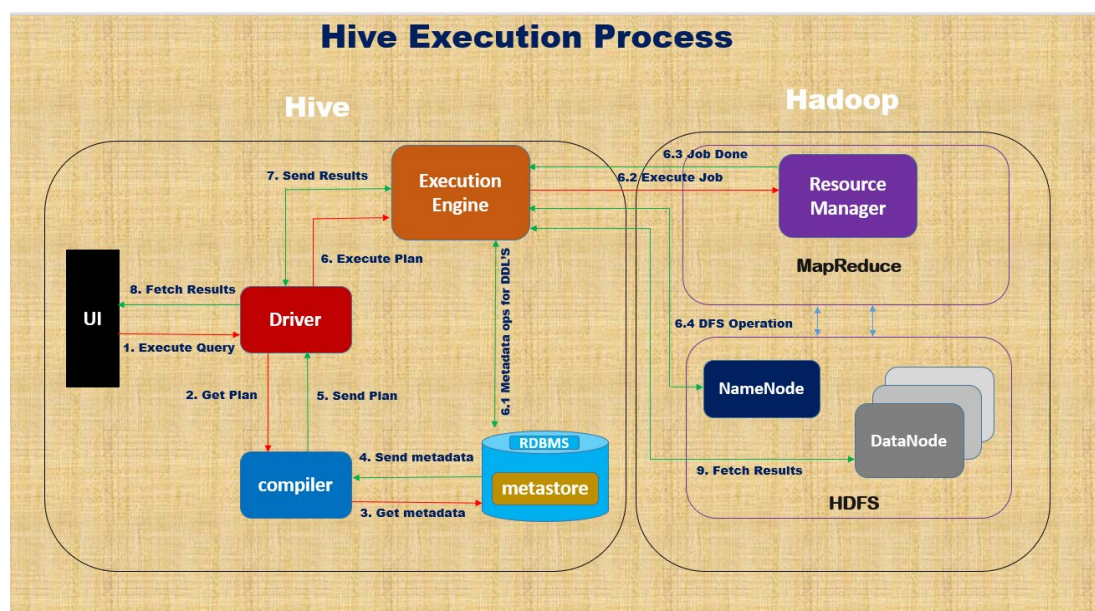 Hive Execution Process
Hive
Hadoop
Execution
Engine
7. Send Results
6. Execute Plan
6.3 Job Done
6.2 Execute Job
Resource
Manager
MapReduce
UI
8. Fetch Results
1. Execute Query
Driver
2. Get Plan
5. Send Plan
6.1 Metadata ops for DDL'S
6.4 DFS Operation
NameNode
DataNode
9. Fetch Results
HDFS
compiler
4. Send metadata
3. Get metadata
RDBMS
metastore